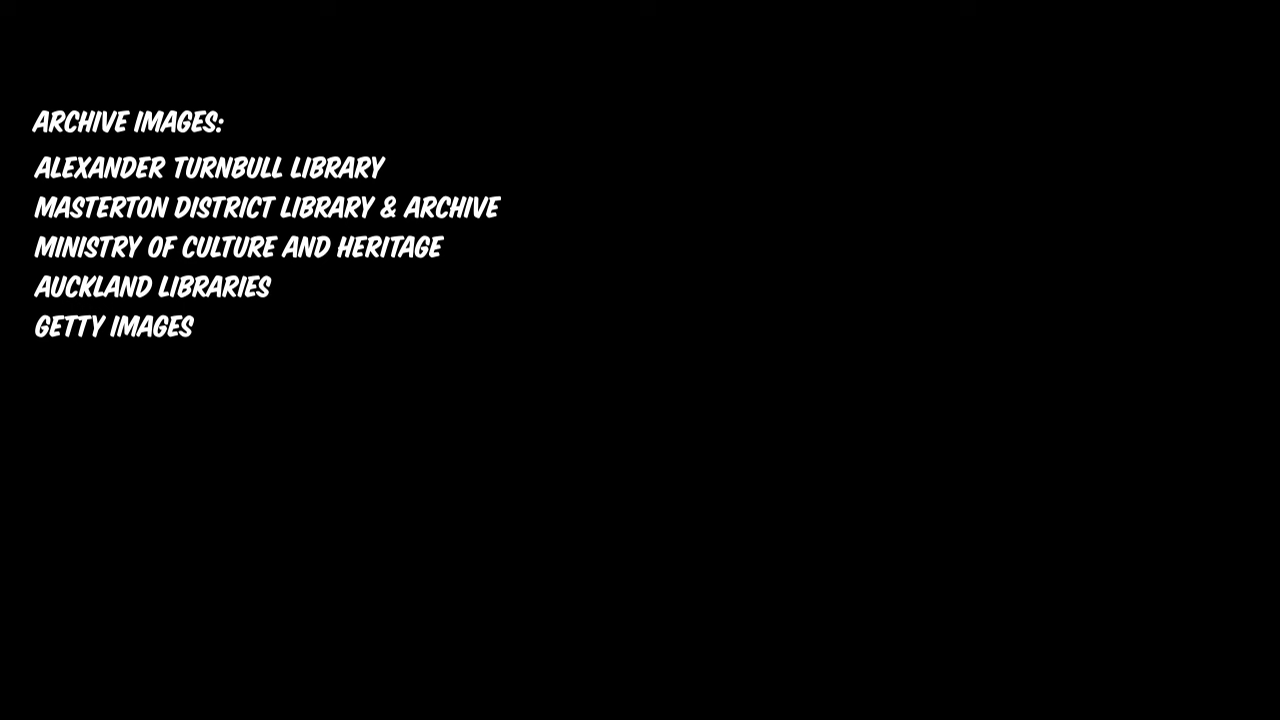 ARCHIVE IMAGES:
ALEXANDER TURNBULL LIBRARY
MASTERTON DISTRICT LIBRARY & ARCHIVE
MINISTRY OF CULTURE AND HERITAGE
AUCKLAND LIBRARIES
GETTY IMAGES